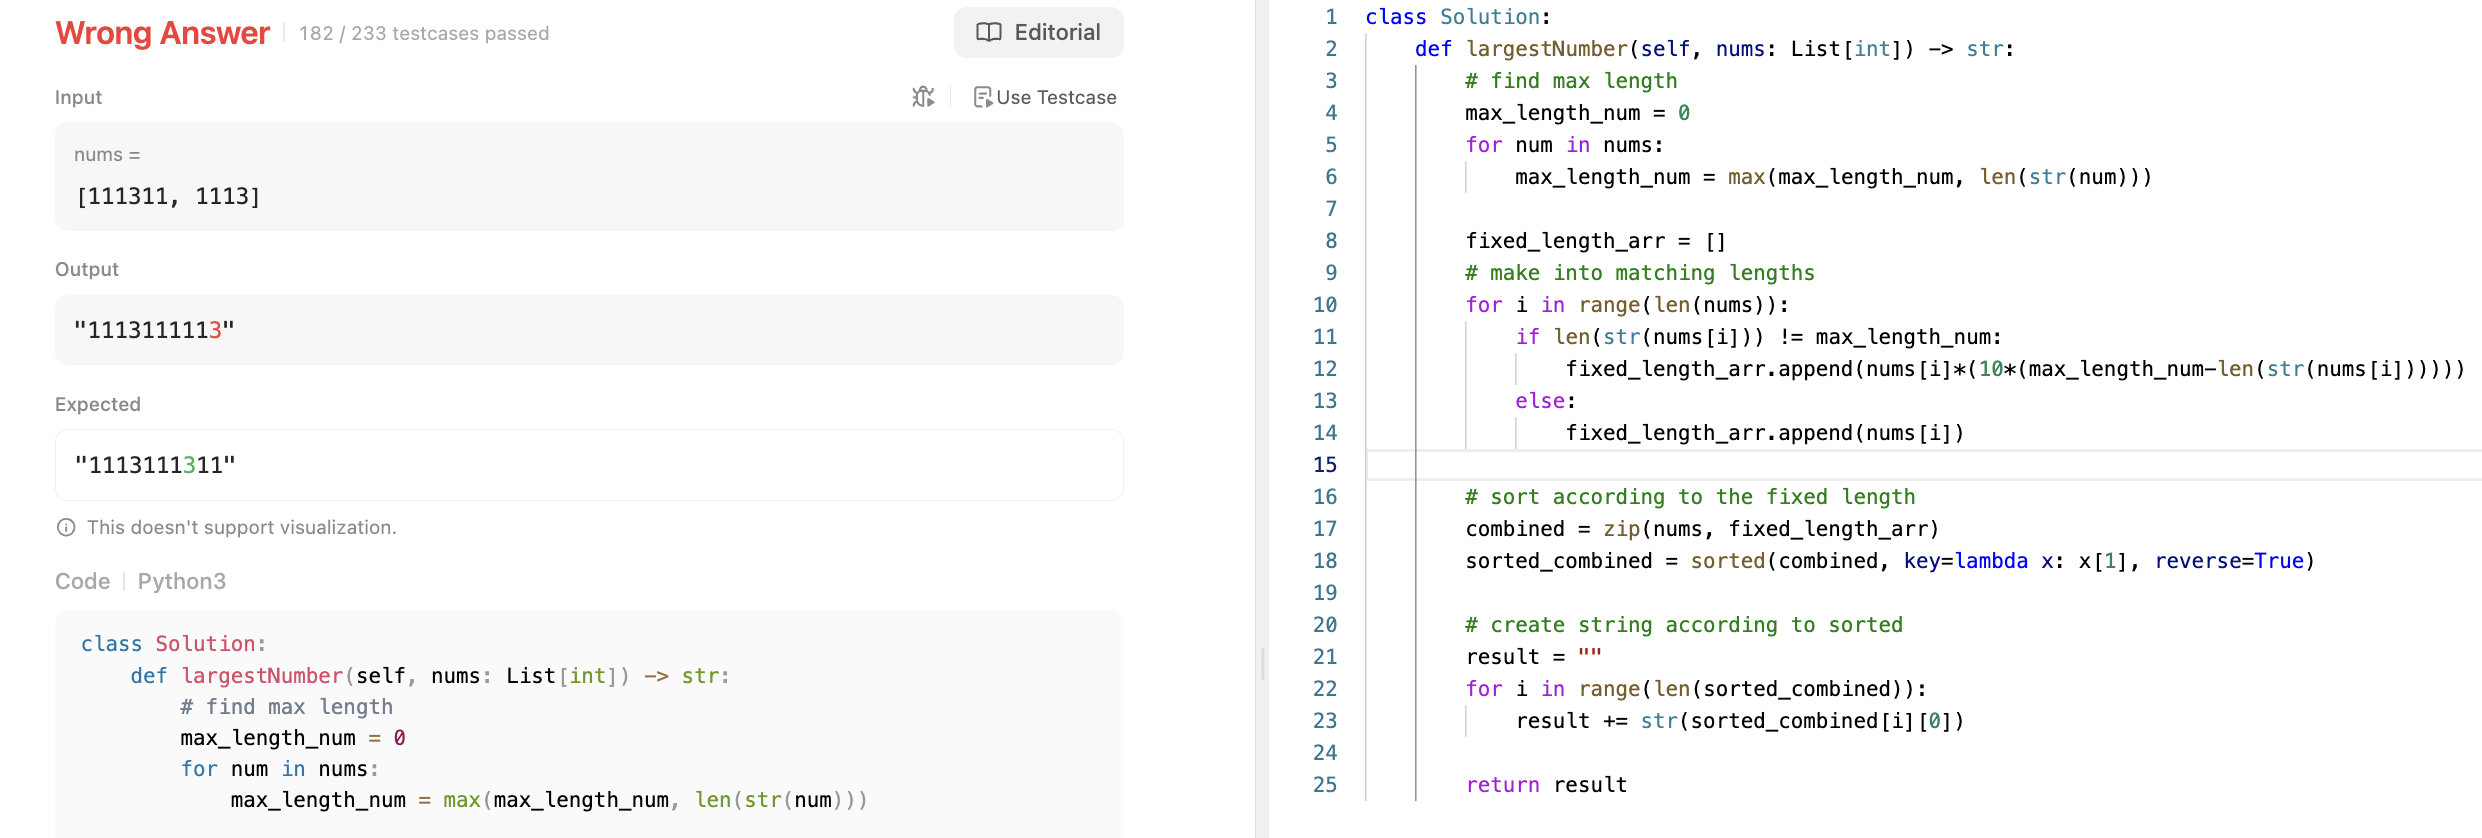 Wrong Answer 182 / 233 testcases passed Editorial
Input Use Testcase
nums =
[111311, 1113]
Output
"1113111113"
Expected
"1113111311"
This doesn't support visualization.
Code Python3
class Solution:
    def largestNumber(self, nums: List[int]) -> str:
        # find max length
        max_length_num = 0
        for num in nums:
            max_length_num = max(max_length_num, len(str(num)))
1 class Solution:
2     def largestNumber(self, nums: List[int]) -> str:
3         # find max length
4         max_length_num = 0
5         for num in nums:
6             max_length_num = max(max_length_num, len(str(num)))
7
8         fixed_length_arr = []
9         # make into matching lengths
10         for i in range(len(nums)):
11             if len(str(nums[i])) != max_length_num:
12                 fixed_length_arr.append(nums[i]*(10*(max_length_num-len(str(nums[i])))))
13             else:
14                 fixed_length_arr.append(nums[i])
15
16         # sort according to the fixed length
17         combined = zip(nums, fixed_length_arr)
18         sorted_combined = sorted(combined, key=lambda x: x[1], reverse=True)
19
20         # create string according to sorted
21         result = ""
22         for i in range(len(sorted_combined)):
23             result += str(sorted_combined[i][0])
24
25         return result